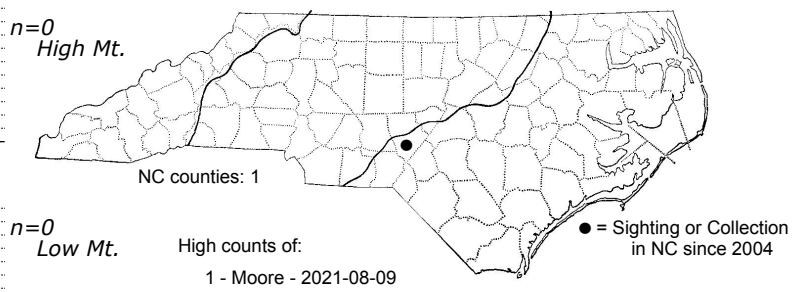 n=0
High Mt.
NC counties: 1
n=0
Low Mt.
High counts of:
1 - Moore - 2021-08-09
● = Sighting or Collection
in NC since 2004